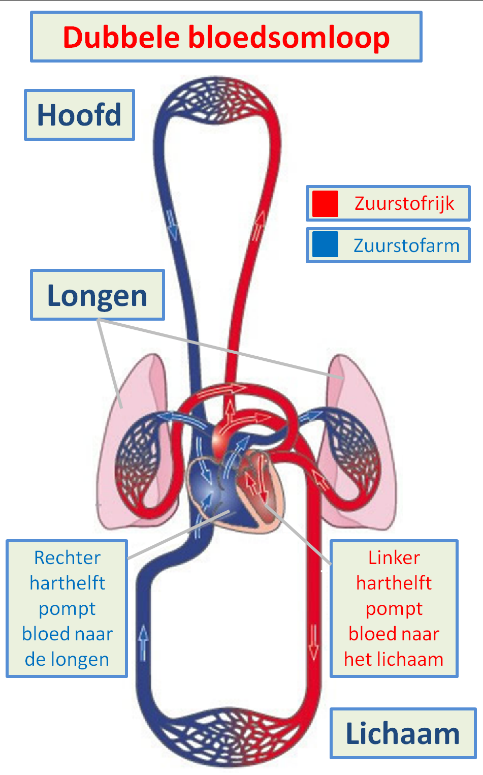 Dubbele bloedsomloop
Hoofd
Zuurstofrijk
Zuurstofarm
Longen
Rechter
harthelft
pompt
bloed naar
de longen
Linker
harthelft
pompt
bloed naar
het lichaam
Lichaam